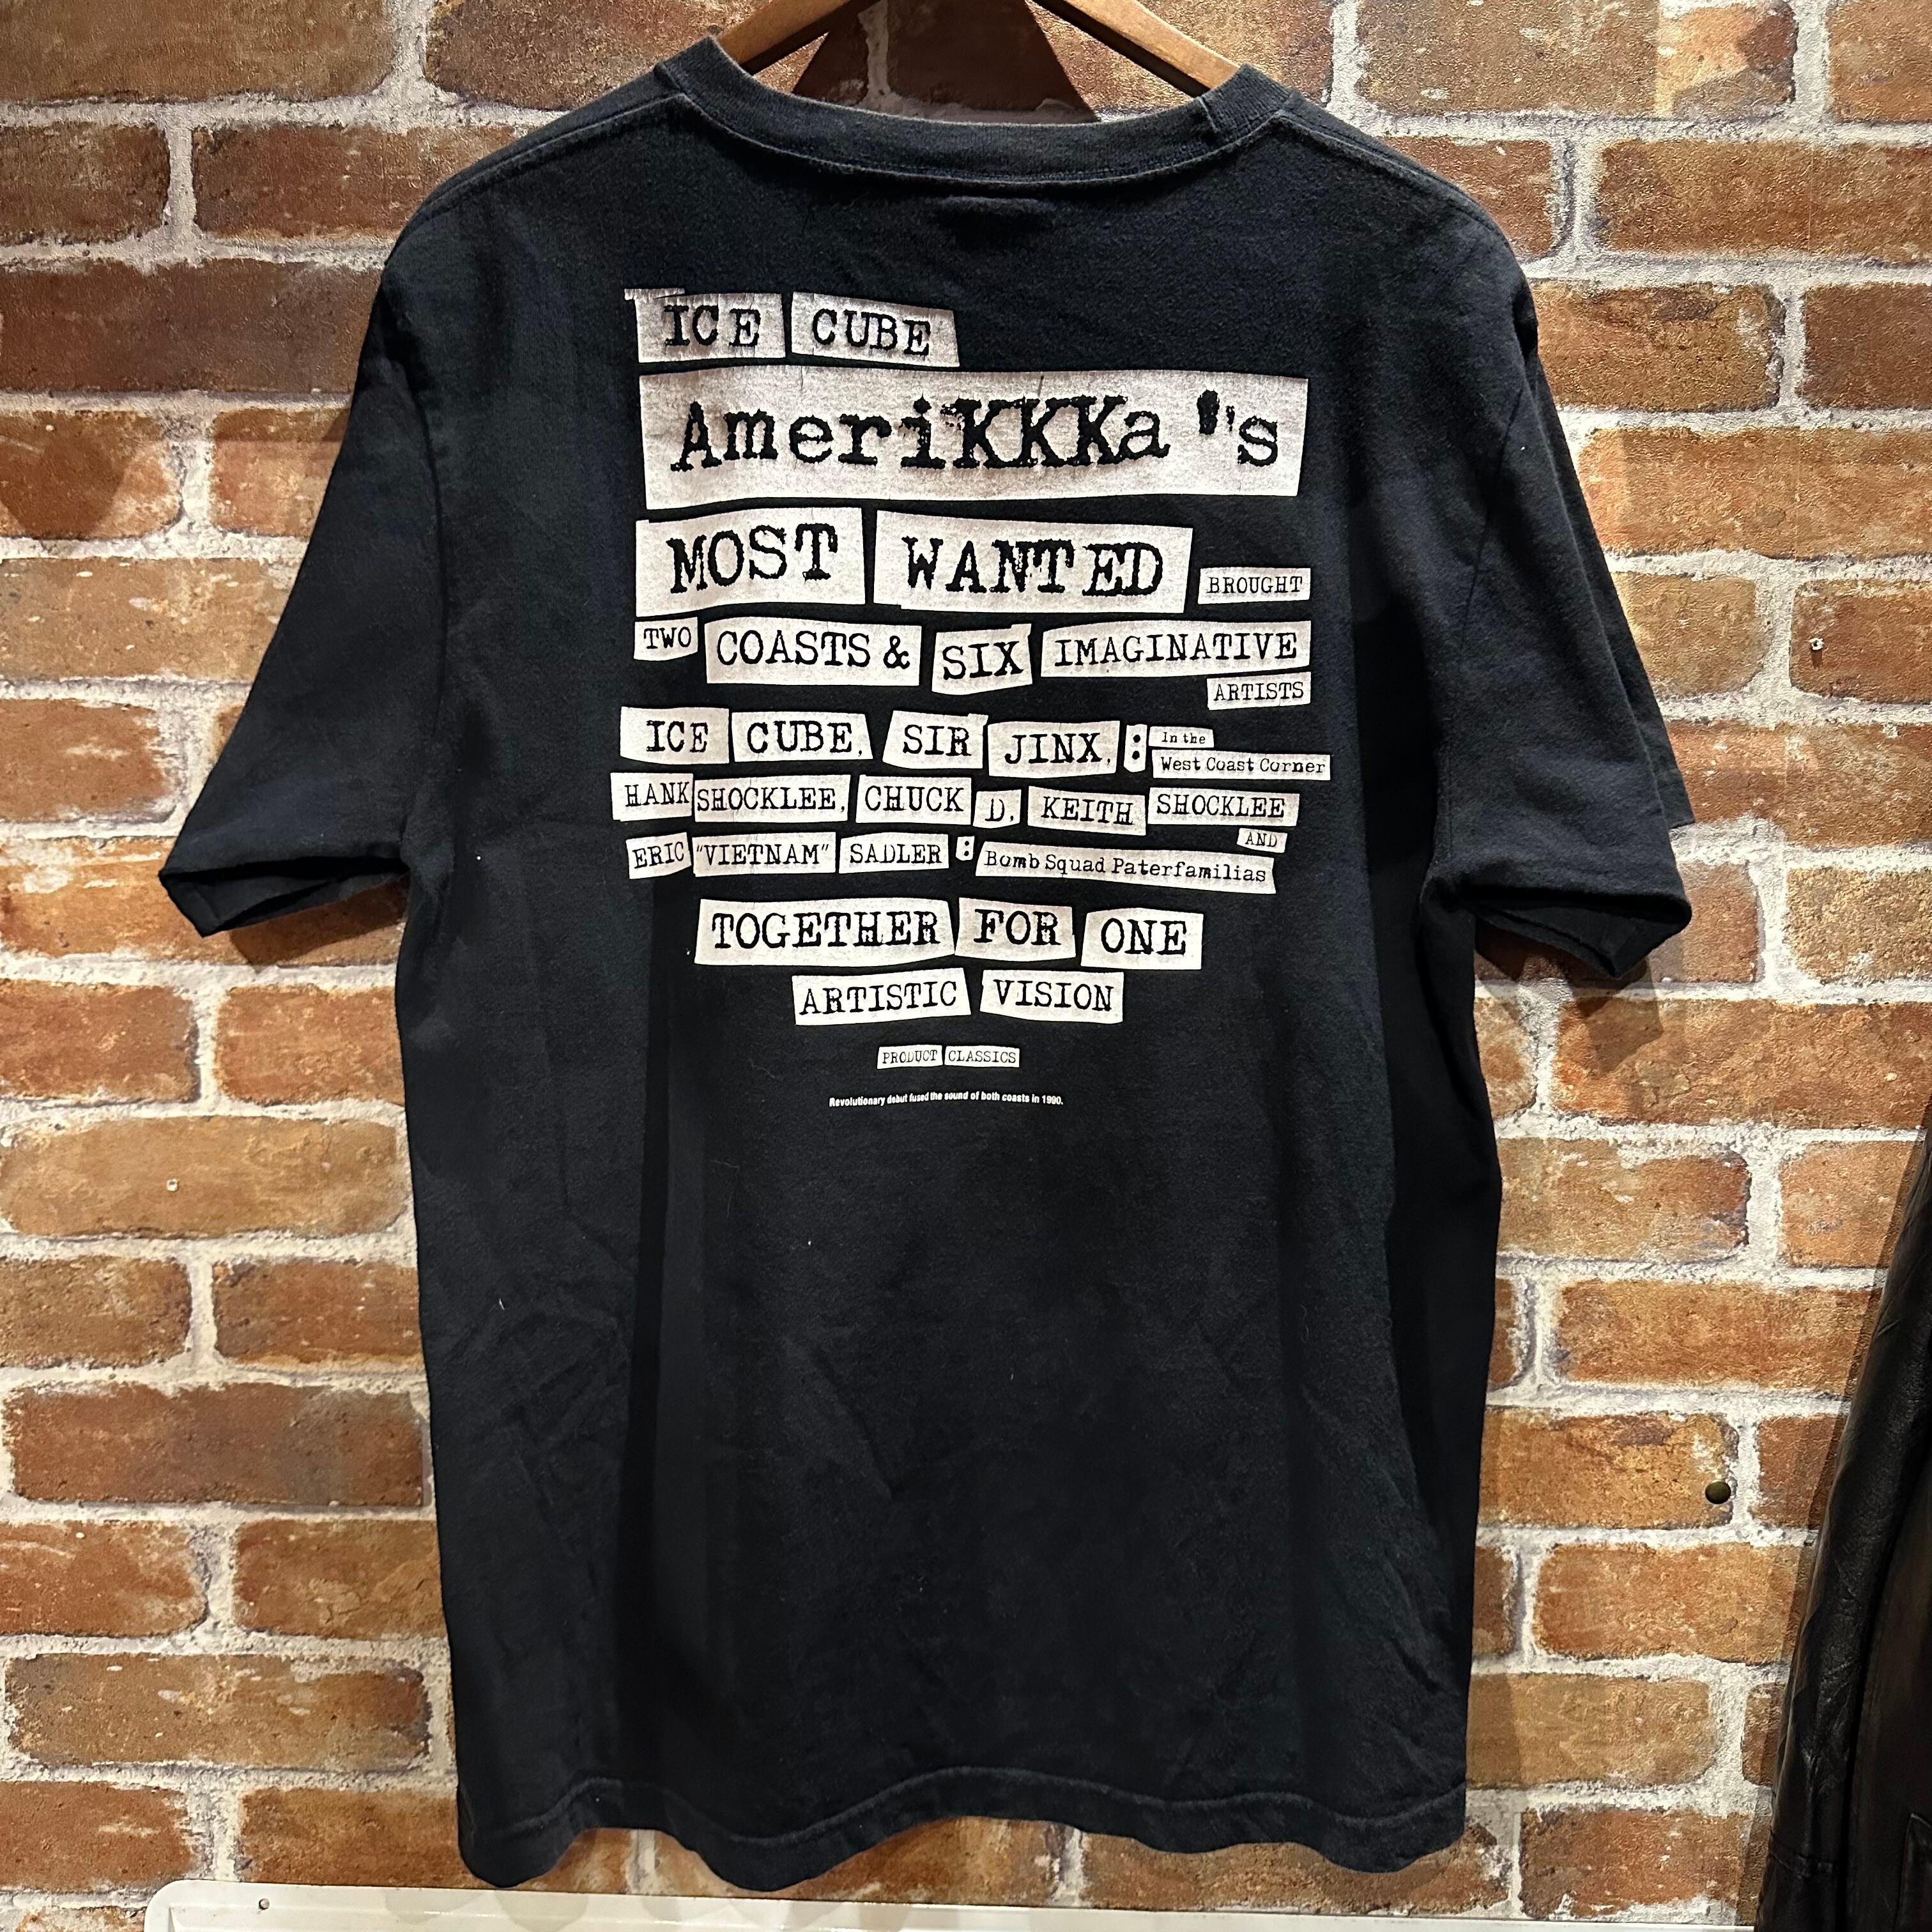 ICE CUBE
AmeriKKKa's
MOST WANTED BROUGHT
TWO COASTS & SIX IMAGINATIVE
ARTISTS
ICE CUBE, SIR JINX, : In the
West Coast Corner
HANK SHOCKLEE, CHUCK D, KEITH SHOCKLEE
AND
ERIC "VIETNAM" SADLER : Bomb Squad Paterfamilias
TOGETHER FOR ONE
ARTISTIC VISION
PRODUCT CLASSICS
Revolutionary debut fused the sound of both coasts in 1990.